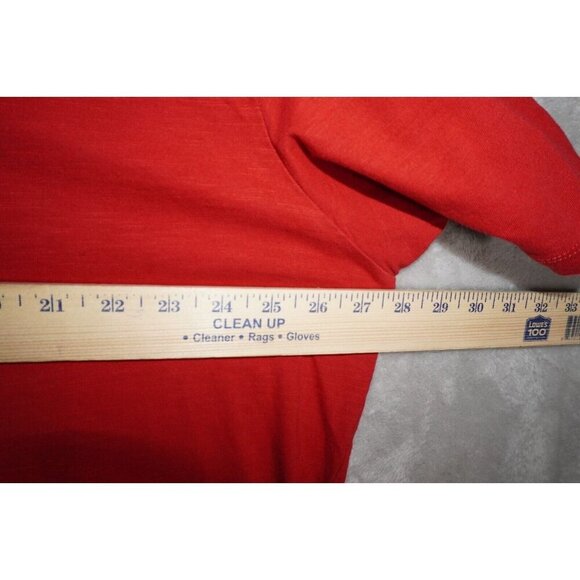 21 22 23 24 25 26 27 28 29 30 31 32 33
CLEAN UP
• Cleaner • Rags • Gloves
LOWE'S
100